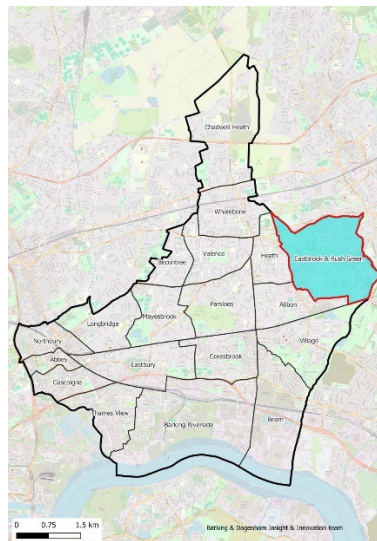 Chadwell Heath
Whalebone
Becontree
Valence
Heath
Eastbrook & Rush Green
Mayesbrook
Parsloes
Alibon
Longbridge
Northbury
Village
Abbey
Eastbury
Goresbrook
Gascoigne
Thames View
Barking Riverside
Beam
0 0.75 1.5 km
Barking & Dagenham Insight & Innovation team